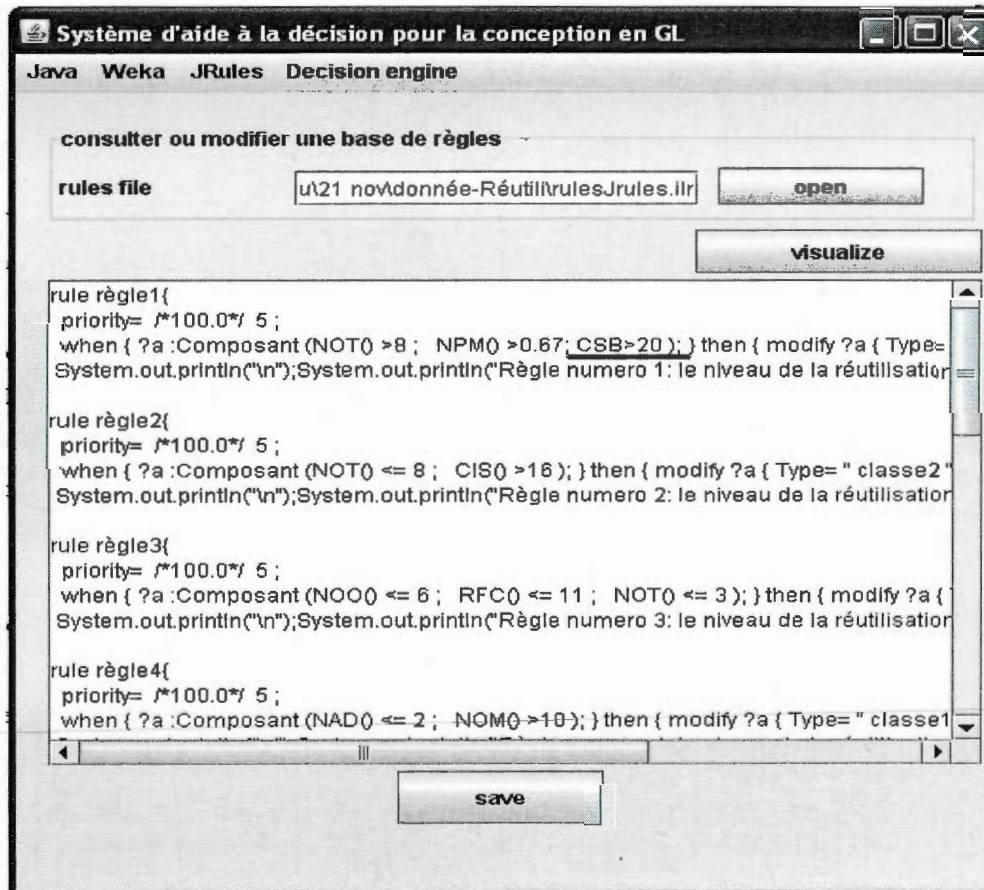 Système d'aide à la décision pour la conception en GL
Java Weka JRules Decision engine
consulter ou modifier une base de règles
rules file u\21 nov\donnée-Réutili\rulesJrules.ilr open
visualize
rule règle1{
priority= /*100.0*/ 5 ;
when { ?a :Composant (NOT() >8 ; NPM() >0.67; CSB>20 ); } then { modify ?a { Type=
System.out.println("\n");System.out.println("Règle numero 1: le niveau de la réutilisation
rule règle2{
priority= /*100.0*/ 5 ;
when { ?a :Composant (NOT() <= 8 ; CIS() >16 ); } then { modify ?a { Type= " classe2 "
System.out.println("\n");System.out.println("Règle numero 2: le niveau de la réutilisation
rule règle3{
priority= /*100.0*/ 5 ;
when { ?a :Composant (NOO() <= 6 ; RFC() <= 11 ; NOT() <= 3 ); } then { modify ?a {
System.out.println("\n");System.out.println("Règle numero 3: le niveau de la réutilisation
rule règle4{
priority= /*100.0*/ 5 ;
when { ?a :Composant (NAD() <= 2 ; NOM() >10 ); } then { modify ?a { Type= " classe1
save